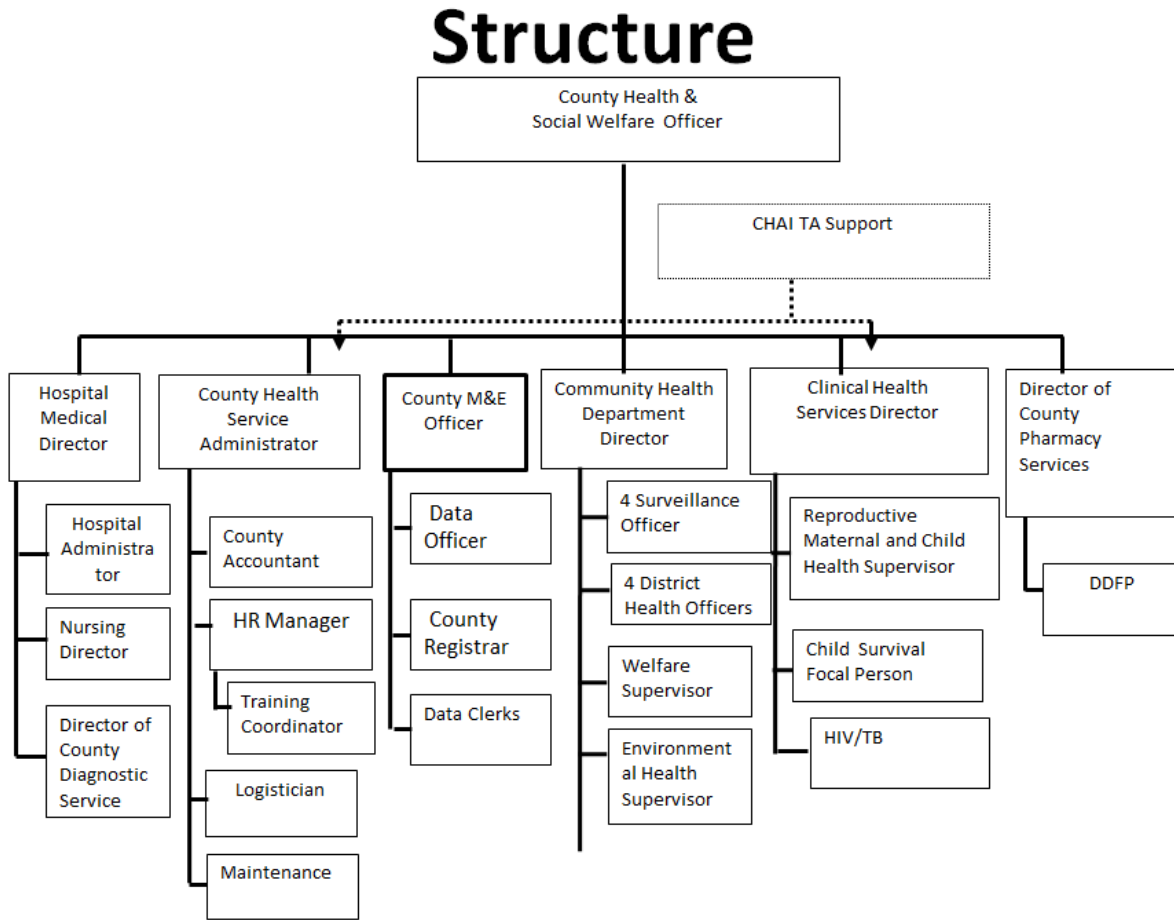 Structure
County Health &
Social Welfare Officer
CHAI TA Support
Hospital
Medical
Director
County Health
Service
Administrator
County M&E
Officer
Community Health
Department
Director
Clinical Health
Services Director
Director of
County
Pharmacy
Services
Hospital
Administra
tor
Nursing
Director
Director of
County
Diagnostic
Service
County
Accountant
HR Manager
Training
Coordinator
Logistician
Maintenance
Data
Officer
County
Registrar
Data Clerks
4 Surveillance
Officer
4 District
Health Officers
Welfare
Supervisor
Environment
al Health
Supervisor
Reproductive
Maternal and Child
Health Supervisor
Child Survival
Focal Person
HIV/TB
DDFP